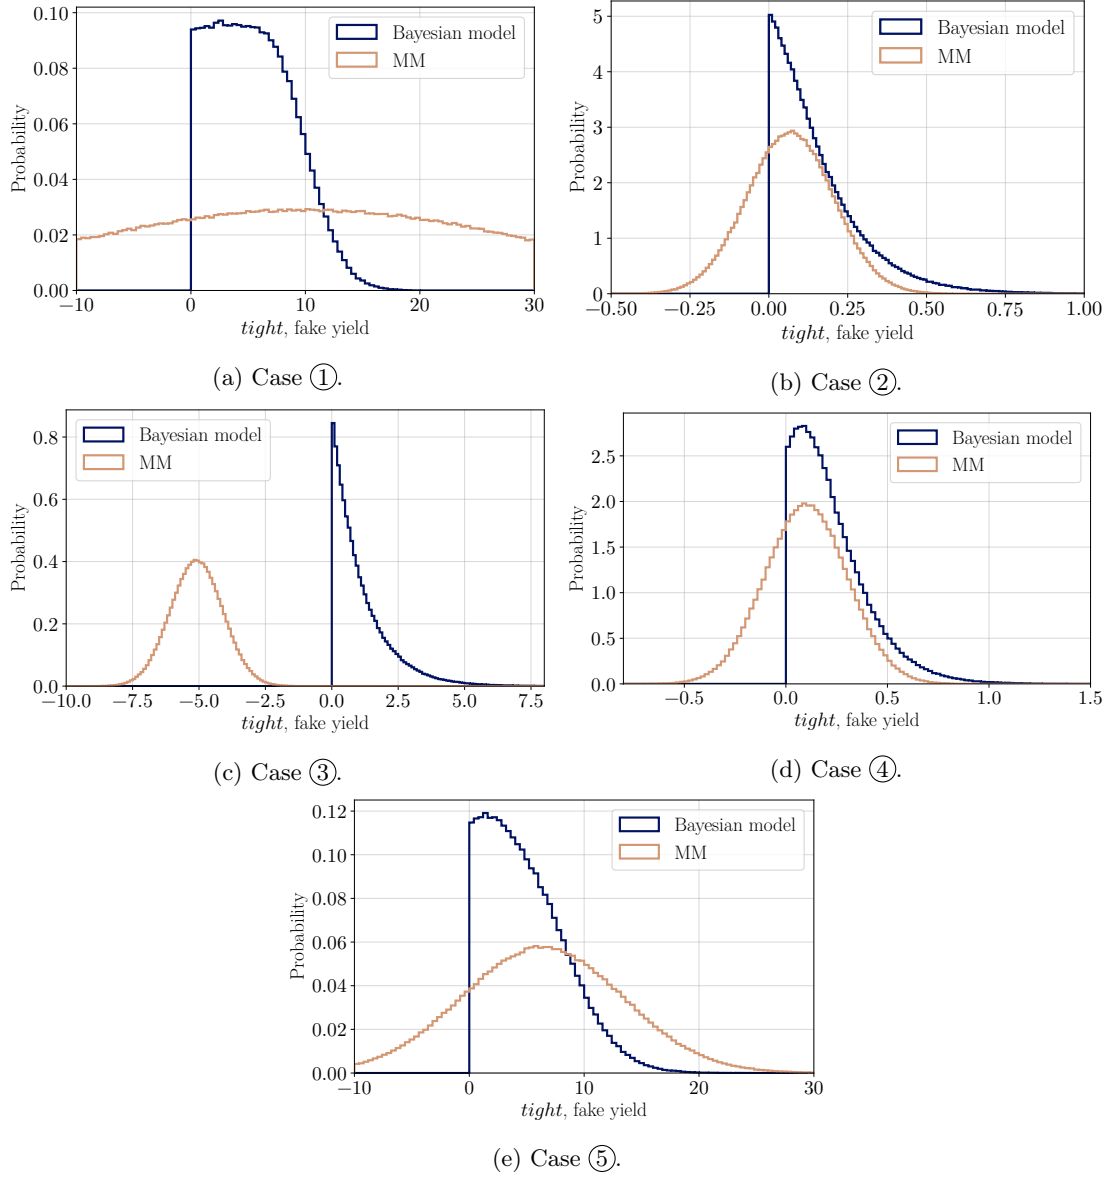 0.10
0.08
0.06
0.04
0.02
0.00
Probability
Bayesian model
MM
−10 0 10 20 30
tight, fake yield
(a) Case ①.
5
4
3
2
1
0
Probability
Bayesian model
MM
−0.50 −0.25 0.00 0.25 0.50 0.75 1.00
tight, fake yield
(b) Case ②.
0.8
0.6
0.4
0.2
0.0
Probability
Bayesian model
MM
−10.0 −7.5 −5.0 −2.5 0.0 2.5 5.0 7.5
tight, fake yield
(c) Case ③.
2.5
2.0
1.5
1.0
0.5
0.0
Probability
Bayesian model
MM
−0.5 0.0 0.5 1.0 1.5
tight, fake yield
(d) Case ④.
0.12
0.10
0.08
0.06
0.04
0.02
0.00
Probability
Bayesian model
MM
−10 0 10 20 30
tight, fake yield
(e) Case ⑤.